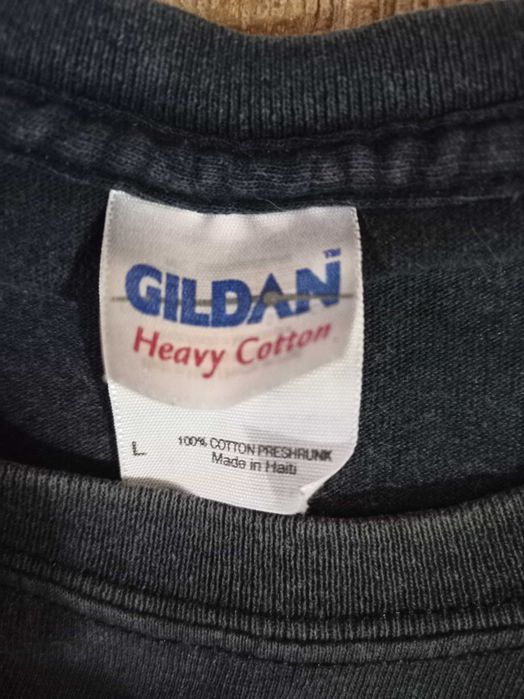 GILDAN™
Heavy Cotton
L
100% COTTON PRESHRUNK
Made in Haiti